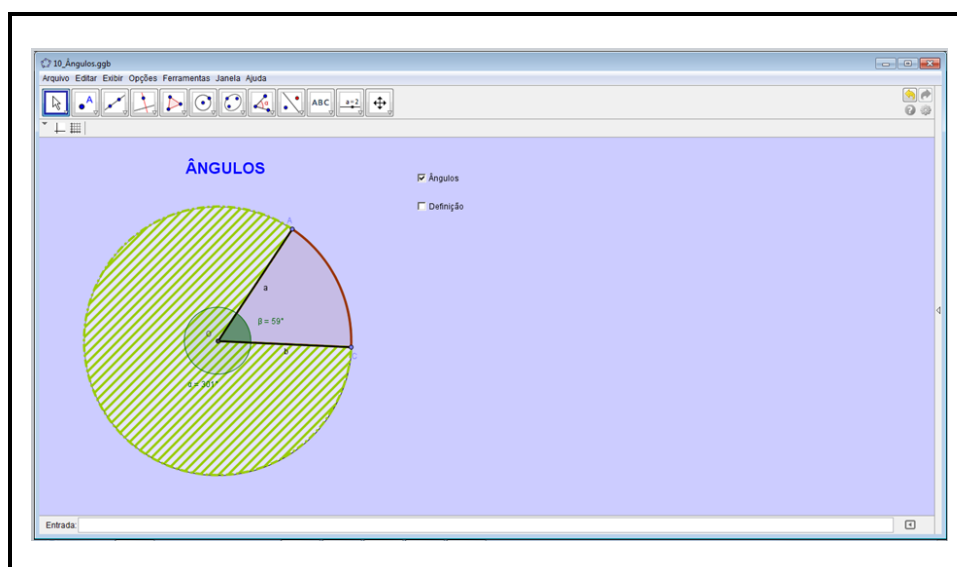 10_Ângulos.ggb
Arquivo Editar Exibir Opções Ferramentas Janela Ajuda
A
α
ABC
a=2
ÂNGULOS
Ângulos
Definição
A
a
β = 59°
O
b
C
α = 301°
Entrada: